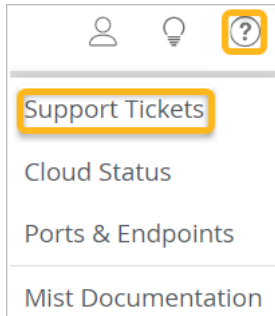 ?
Support Tickets
Cloud Status
Ports & Endpoints
Mist Documentation